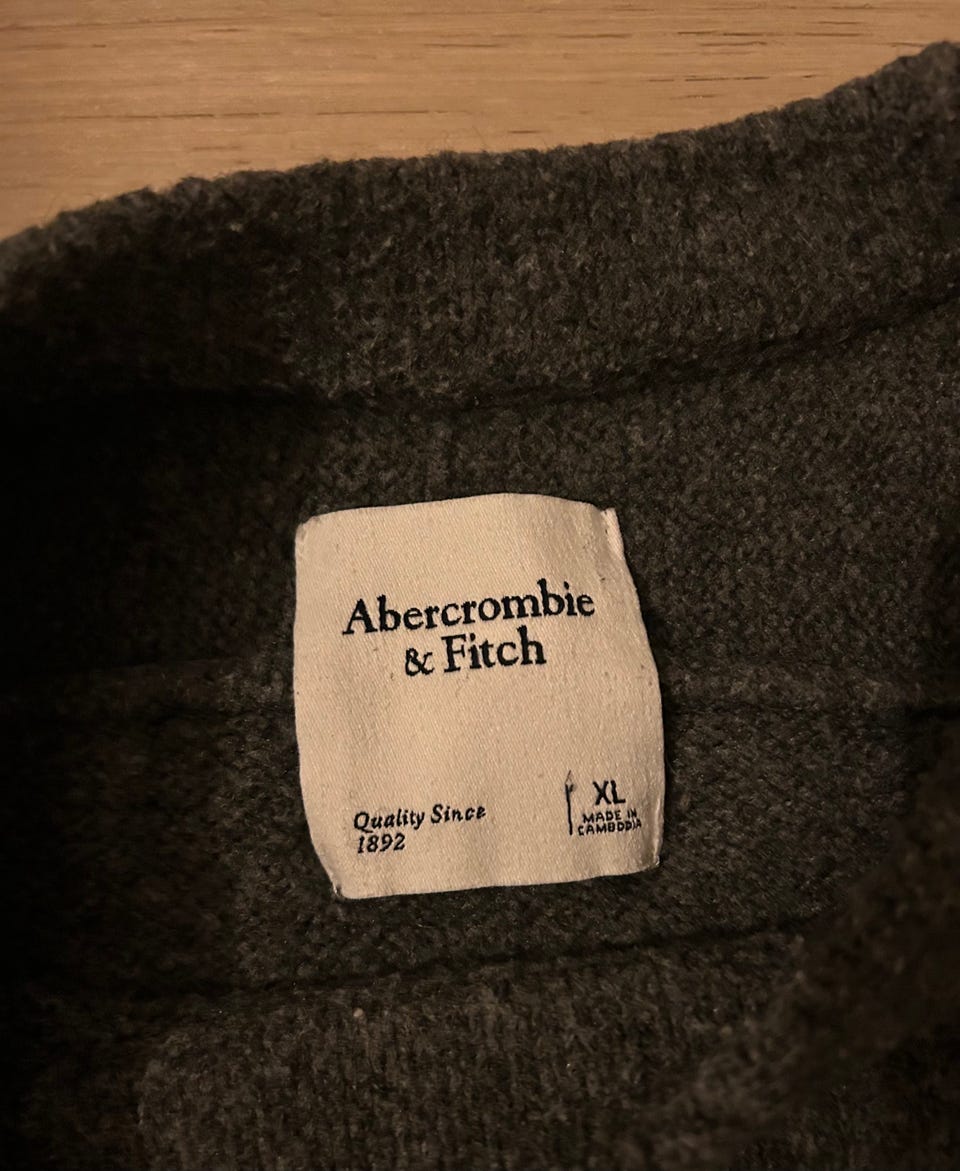 Abercrombie
& Fitch
Quality Since
1892
XL
MADE IN
CAMBODIA